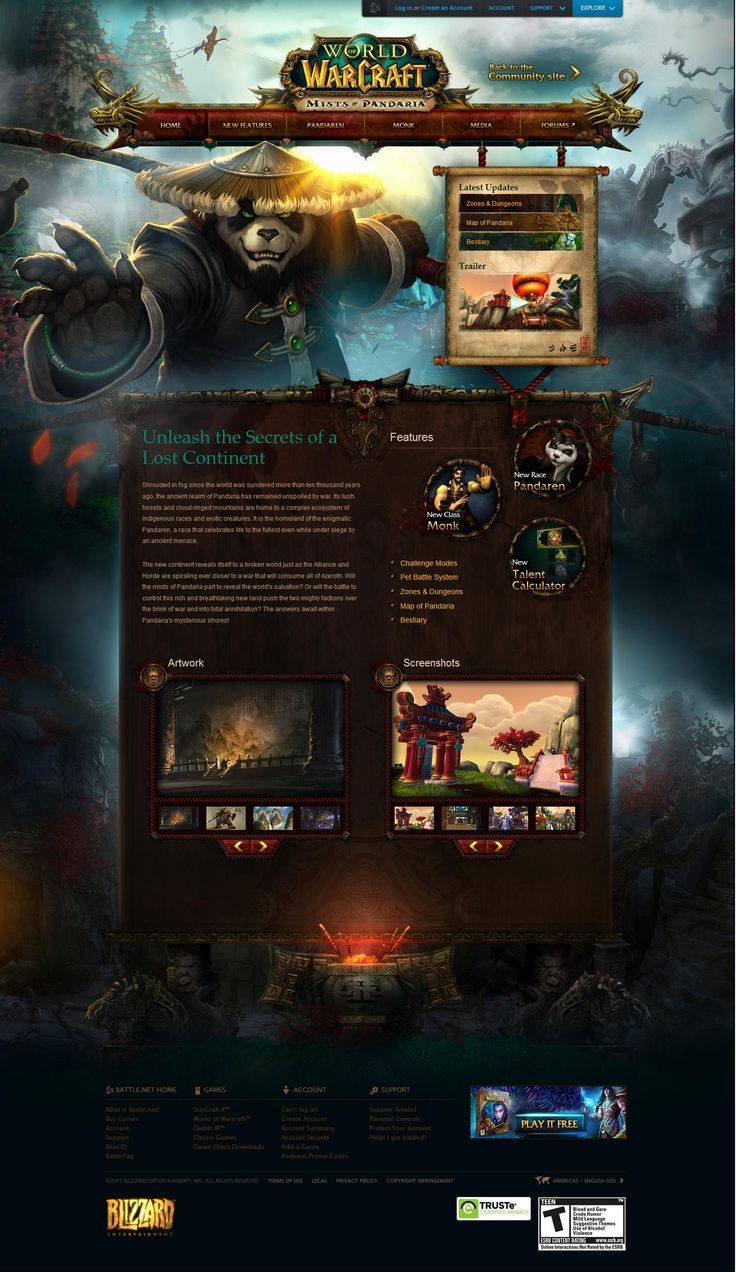 Log in or Create an Account
ACCOUNT
SUPPORT
EXPLORE
WORLD OF WARCRAFT
MISTS of PANDARIA
Back to the
Community site
HOME
NEW FEATURES
PANDAREN
MONK
MEDIA
FORUMS
Latest Updates
Zones & Dungeons
Map of Pandaria
Bestiary
Trailer
Unleash the Secrets of a
Lost Continent
Shrouded in fog since the world was sundered more than ten thousand years
ago, the ancient realm of Pandaria has remained unspoiled by war. Its lush
forests and cloud-ringed mountains are home to a complex ecosystem of
indigenous races and exotic creatures. It is the homeland of the enigmatic
Pandaren, a race that celebrates life to the fullest even while under siege by
an ancient menace.
The new continent reveals itself to a broken world just as the Alliance and
Horde are spiraling ever closer to a war that will consume all of Azeroth. Will
the mists of Pandaria part to reveal the world's salvation? Or will the battle to
control this rich and breathtaking new land push the two mighty factions over
the brink of war and into total annihilation? The answers await within
Pandaria's mysterious shores!
Features
New Race
Pandaren
New Class
Monk
New
Talent
Calculator
Challenge Modes
Pet Battle System
Zones & Dungeons
Map of Pandaria
Bestiary
Artwork
Screenshots
BATTLE.NET HOME
What is Battle.net?
Buy Games
Account
Support
Real ID
BattleTag
GAMES
StarCraft II™
World of Warcraft™
Diablo III™
Classic Games
Game Client Downloads
ACCOUNT
Can't log in?
Create Account
Account Summary
Account Security
Add a Game
Redeem Promo Codes
SUPPORT
Support Articles
Parental Controls
Protect Your Account
Help! I got hacked!
PLAY IT FREE
©2012 BLIZZARD ENTERTAINMENT, INC. ALL RIGHTS RESERVED
TERMS OF USE
LEGAL
PRIVACY POLICY
COPYRIGHT INFRINGEMENT
AMERICAS - ENGLISH (US)
BLIZZARD
ENTERTAINMENT
TRUSTe
CERTIFIED PRIVACY
TEEN
T
Blood and Gore
Crude Humor
Mild Language
Suggestive Themes
Use of Alcohol
Violence
ESRB CONTENT RATING www.esrb.org
Online Interactions Not Rated by the ESRB